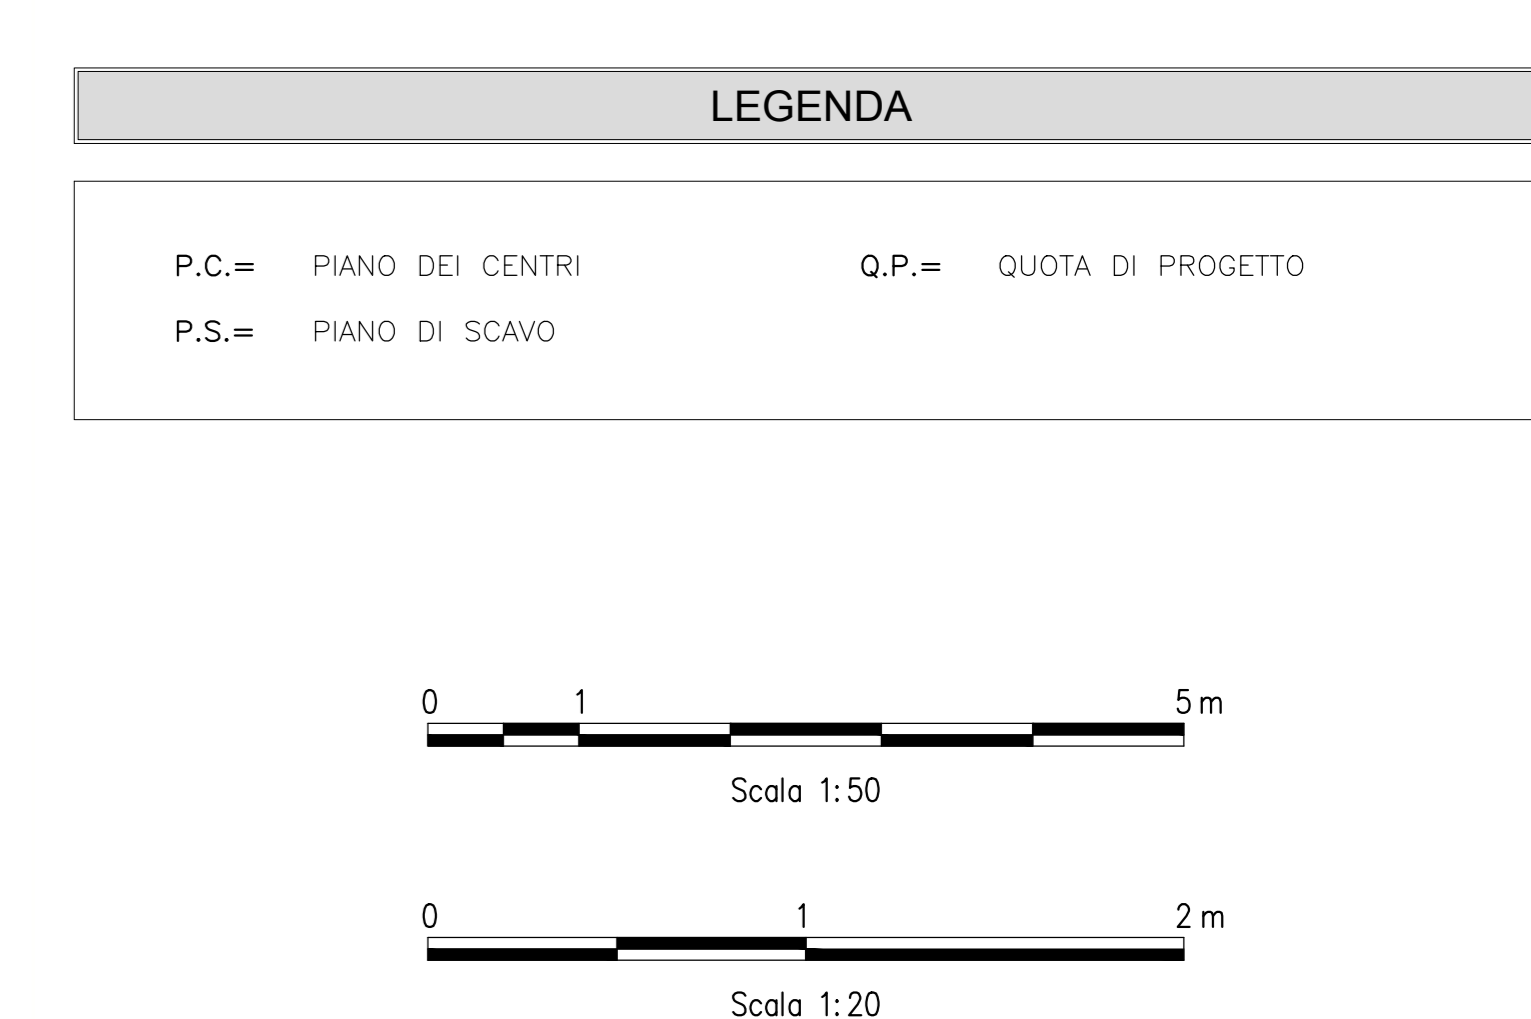 LEGENDA
P.C.= PIANO DEI CENTRI Q.P.= QUOTA DI PROGETTO
P.S.= PIANO DI SCAVO
0 1 5 m
Scala 1:50
0 1 2 m
Scala 1:20